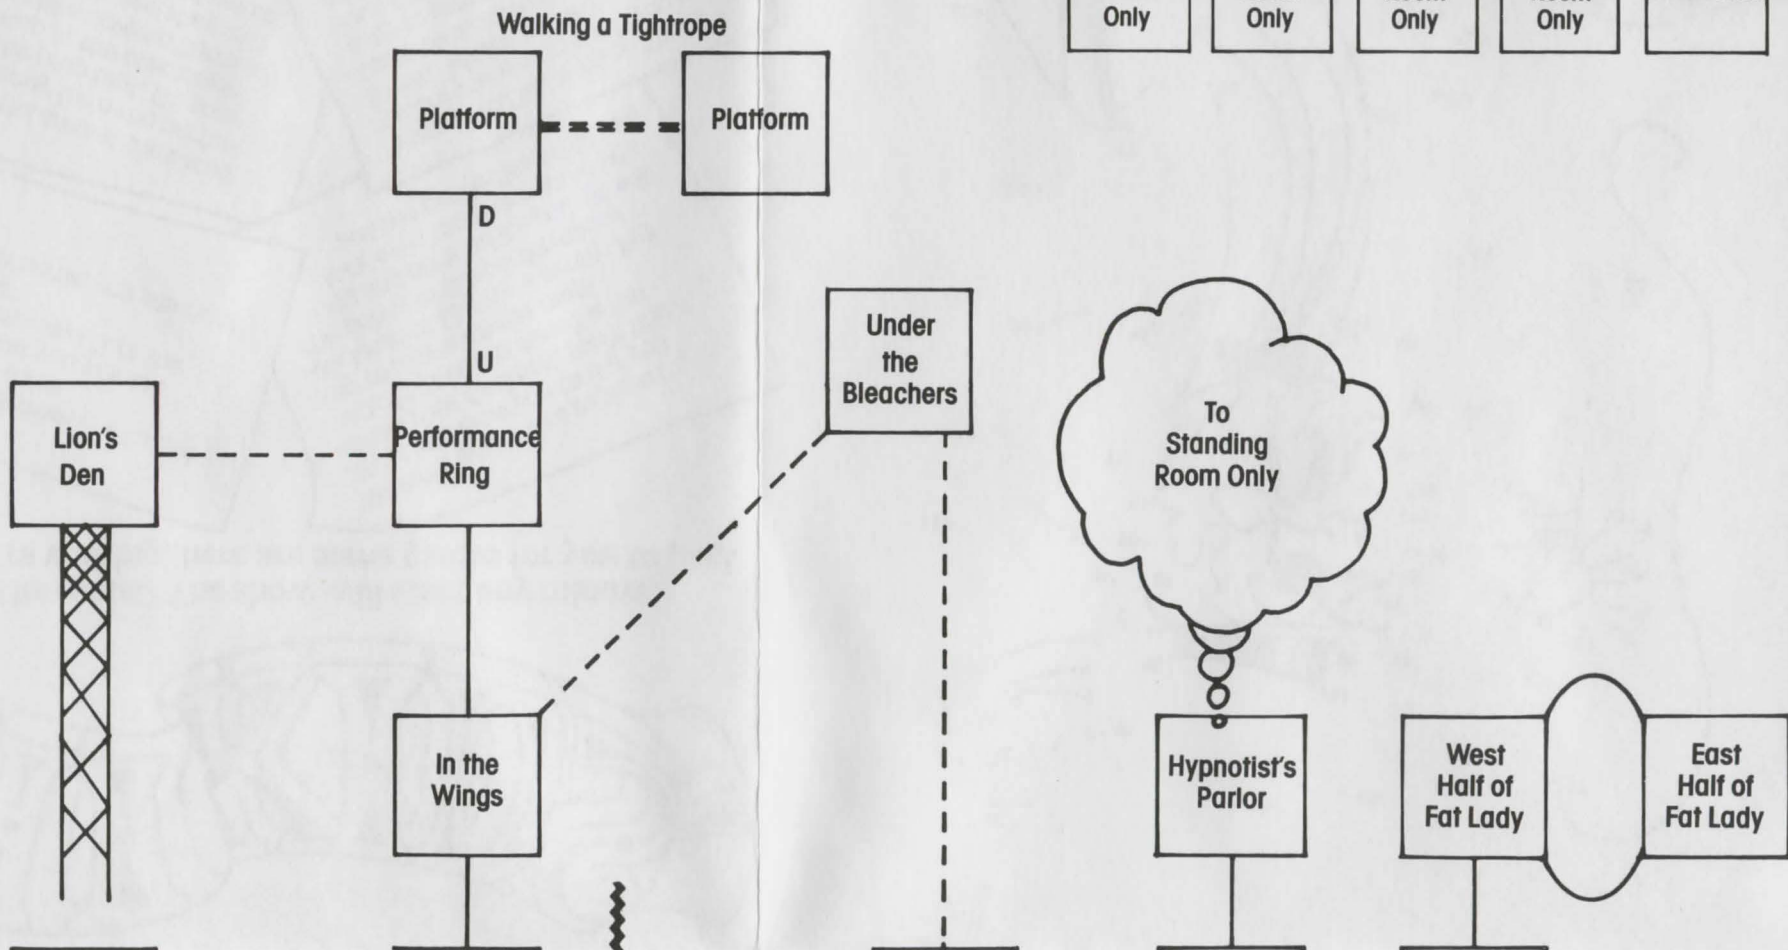 Walking a Tightrope
Only
Only
Only
Only
Platform
Platform
D
U
Under
the
Bleachers
Lion's
Den
Performance
Ring
To
Standing
Room Only
In the
Wings
Hypnotist's
Parlor
West
Half of
Fat Lady
East
Half of
Fat Lady